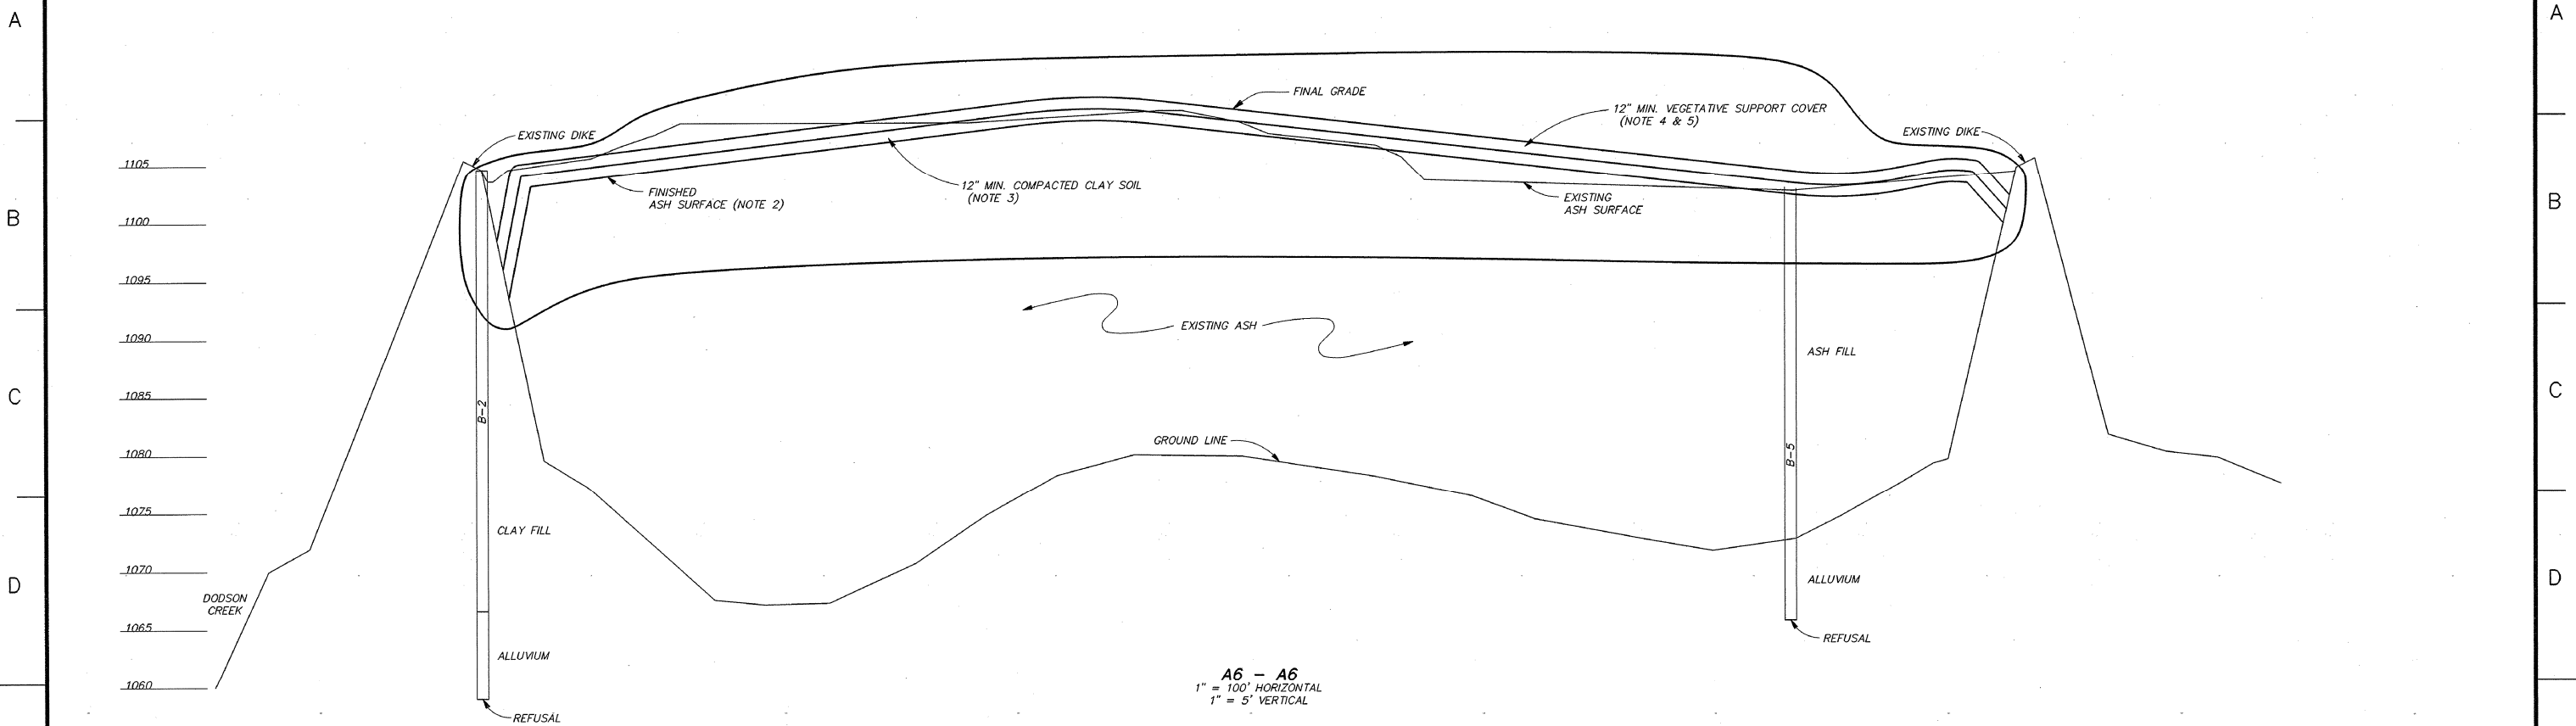 A
A
FINAL GRADE
12" MIN. VEGETATIVE SUPPORT COVER
(NOTE 4 & 5)
EXISTING DIKE
EXISTING DIKE
1105
12" MIN. COMPACTED CLAY SOIL
(NOTE 3)
FINISHED
ASH SURFACE (NOTE 2)
EXISTING
ASH SURFACE
B
B
1100
1095
EXISTING ASH
1090
ASH FILL
C
C
1085
B-2
GROUND LINE
1080
B-5
1075
CLAY FILL
1070
ALLUVIUM
D
D
DODSON
CREEK
1065
REFUSAL
ALLUVIUM
1060
A6 - A6
1" = 100' HORIZONTAL
1" = 5' VERTICAL
REFUSAL